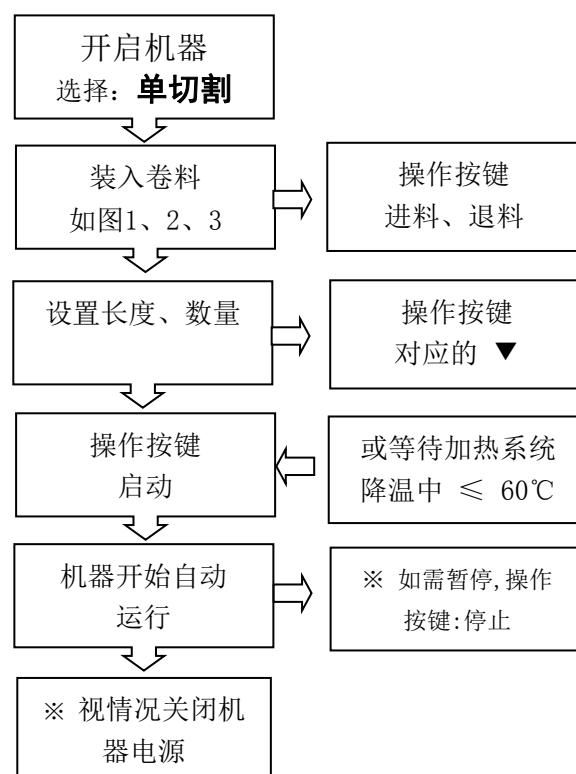 开启机器
选择：单切割
装入卷料
如图1、2、3
操作按键
进料、退料
设置长度、数量
操作按键
对应的 ▼
操作按键
启动
或等待加热系统
降温中 ≤ 60℃
机器开始自动
运行
※ 如需暂停,操作
按键:停止
※ 视情况关闭机
器电源